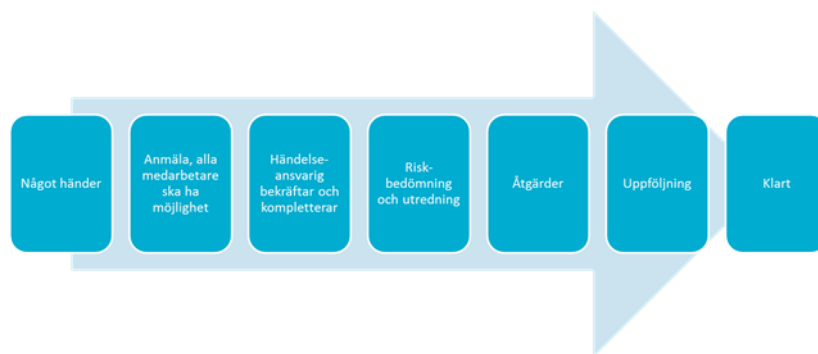 Något händer
Anmäla, alla
medarbetare
ska ha
möjlighet
Händelse-
ansvarig
bekräftar och
kompletterar
Risk-
bedömning
och utredning
Åtgärder
Uppföljning
Klart